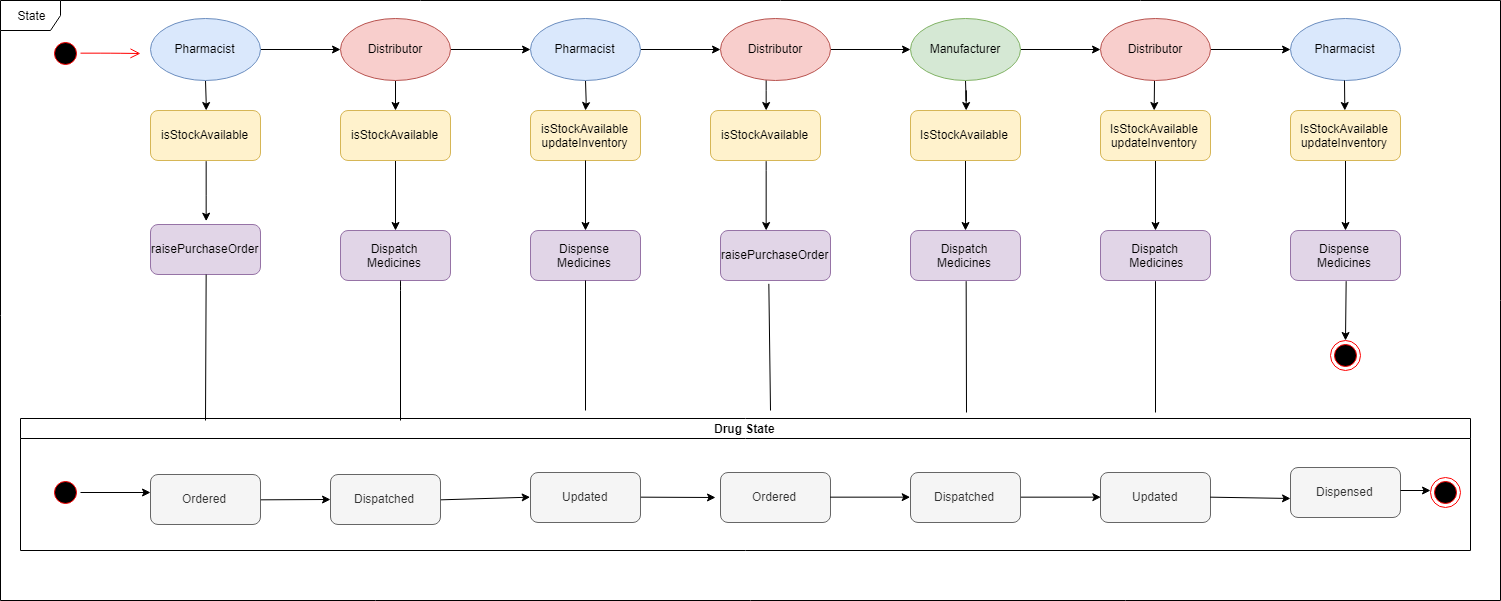 State
Pharmacist
Distributor
Pharmacist
Distributor
Manufacturer
Distributor
Pharmacist
isStockAvailable
isStockAvailable
isStockAvailable
updateInventory
isStockAvailable
IsStockAvailable
IsStockAvailable
updateInventory
IsStockAvailable
updateInventory
raisePurchaseOrder
Dispatch
Medicines
Dispense
Medicines
raisePurchaseOrder
Dispatch
Medicines
Dispatch
Medicines
Dispense
Medicines
Drug State
Ordered
Dispatched
Updated
Ordered
Dispatched
Updated
Dispensed